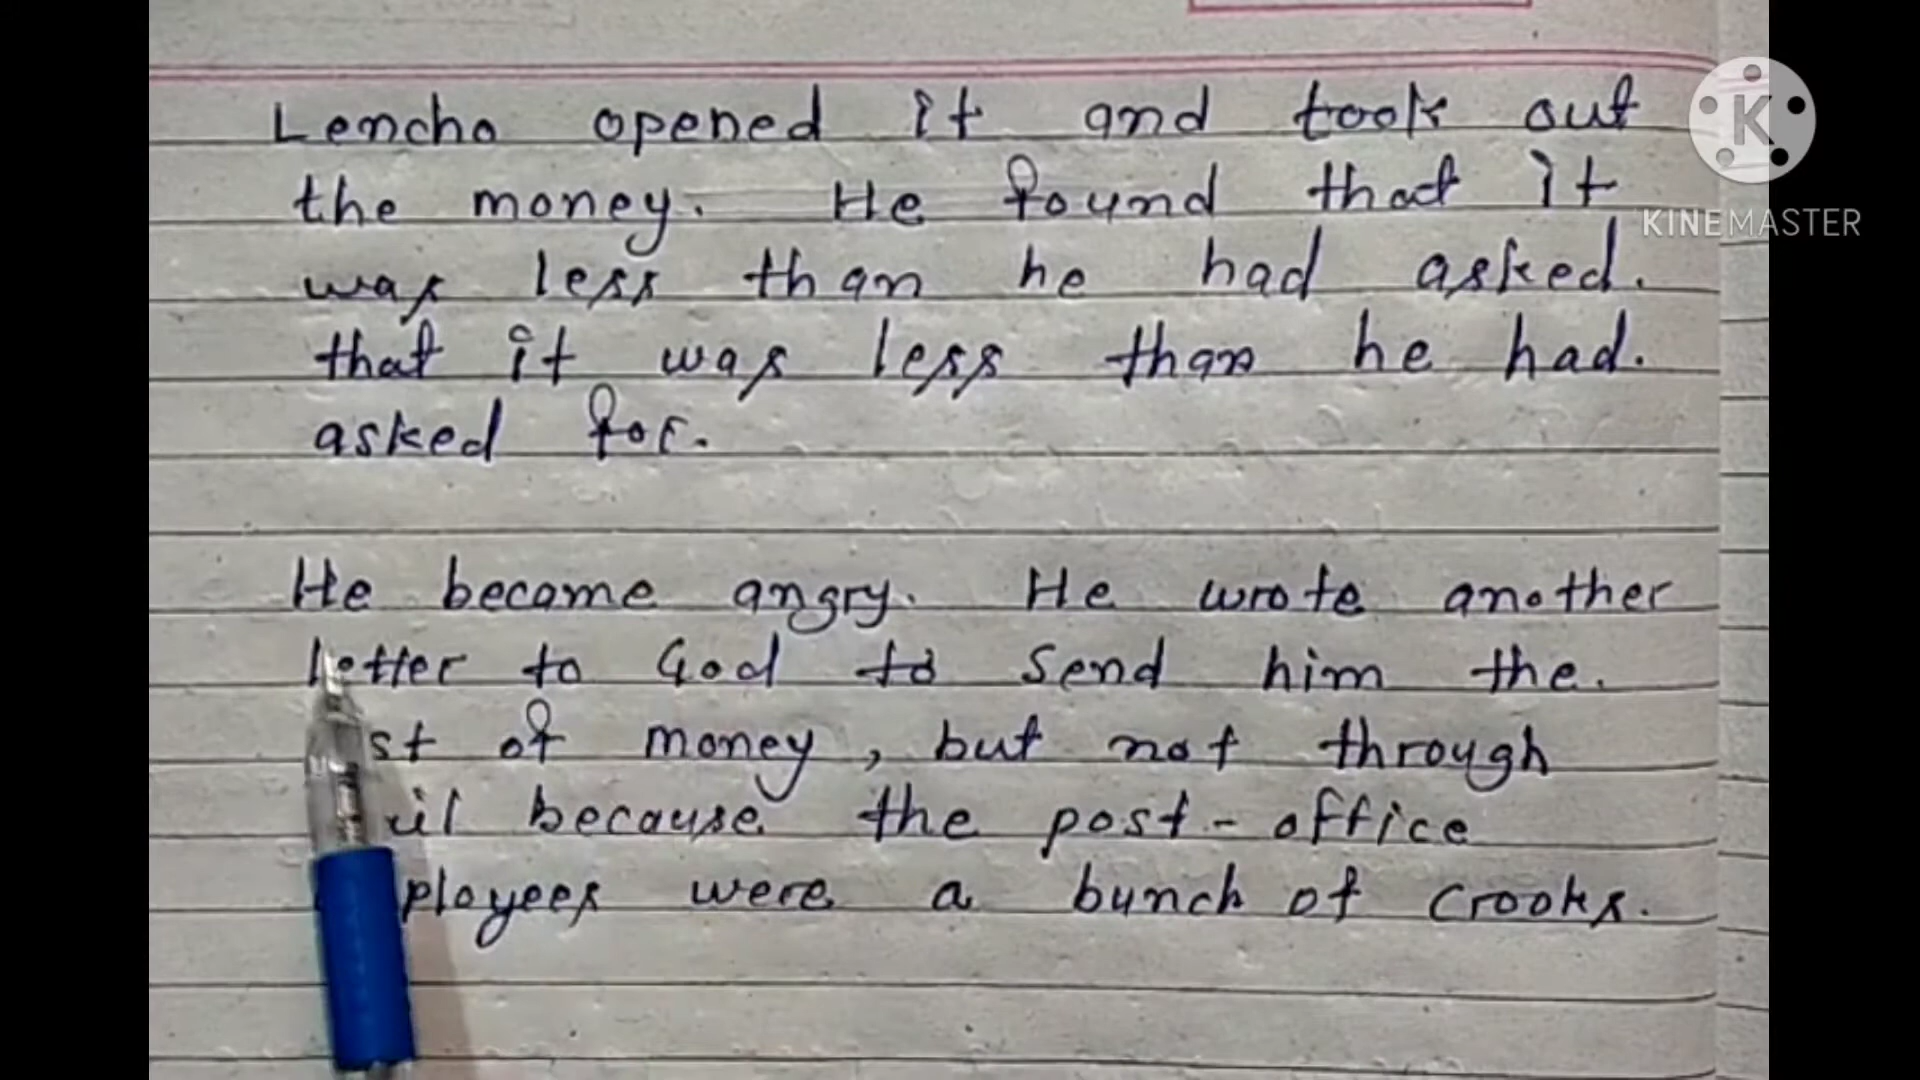 Lencho opened it and took out
the money. He found that it
was less than he had asked.
that it was less than he had.
asked for.
He became angry. He wrote another
letter to God to send him the.
st of money, but not through
il because the post-office
ployees were a bunch of crooks.
K
KINEMASTER